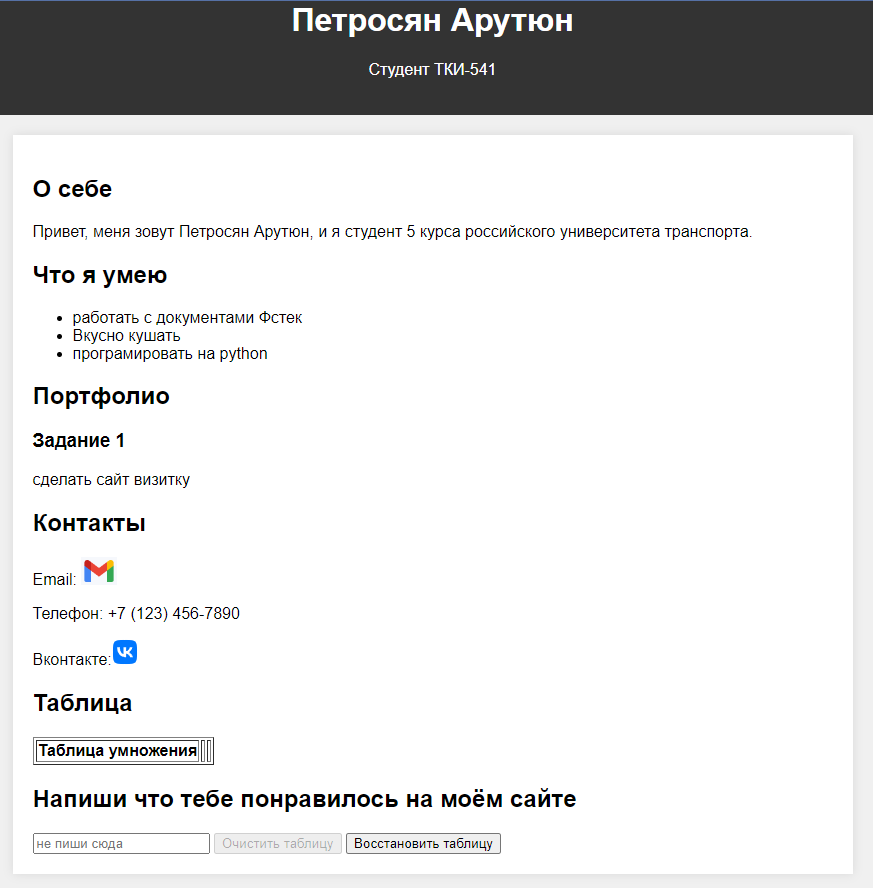 Петросян Арутюн
Студент ТКИ-541
О себе
Привет, меня зовут Петросян Арутюн, и я студент 5 курса российского университета транспорта.
Что я умею
работать с документами Фстек
Вкусно кушать
програмировать на python
Портфолио
Задание 1
сделать сайт визитку
Контакты
Email:
Телефон: +7 (123) 456-7890
Вконтакте:
Таблица
Таблица умножения
Напиши что тебе понравилось на моём сайте
не пиши сюда Очистить таблицу Восстановить таблицу